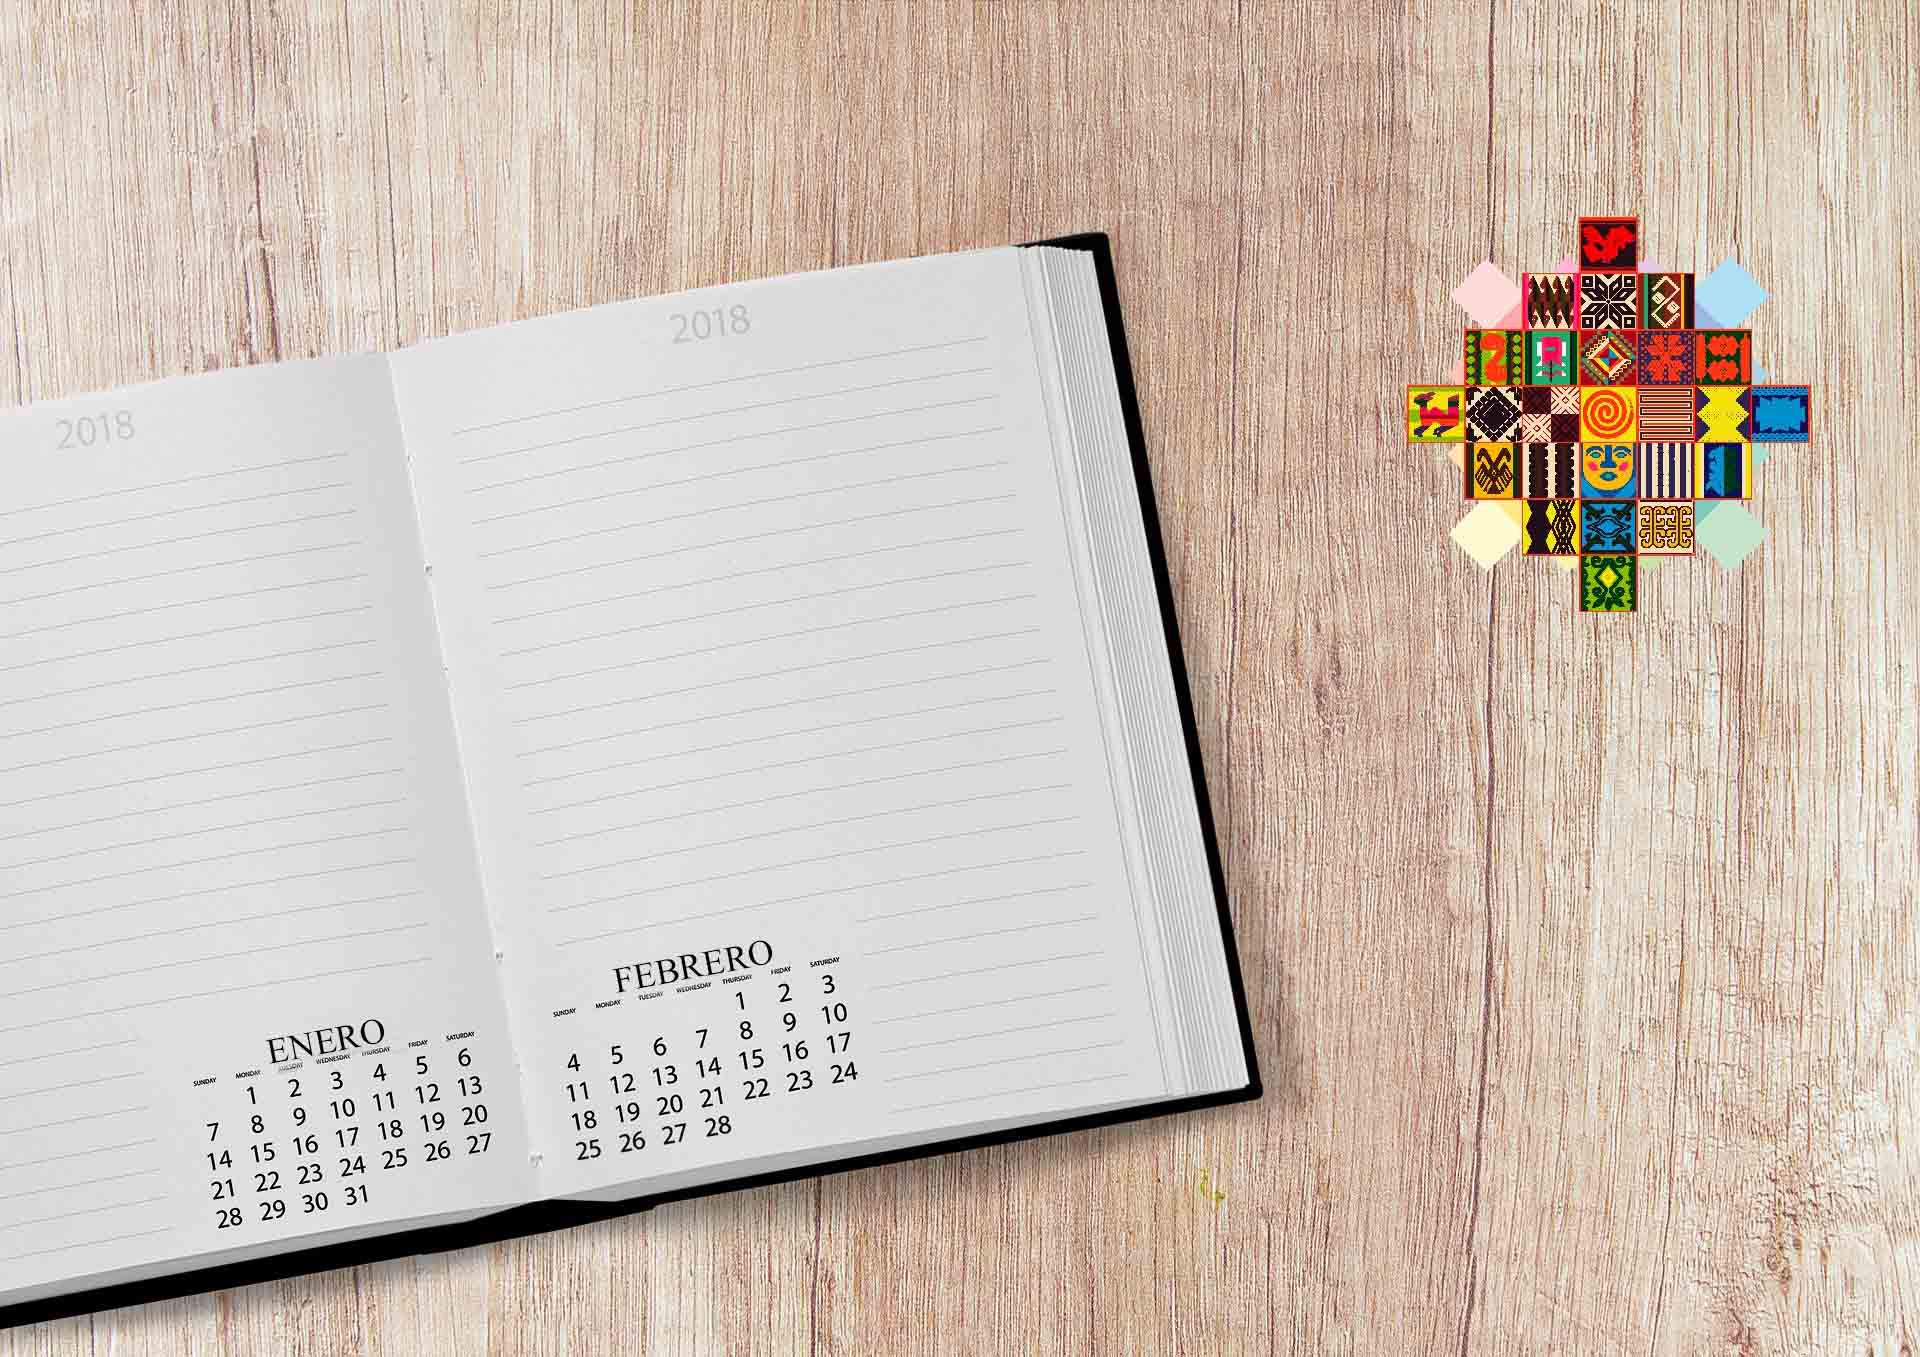 2018
ENERO
SUNDAY MONDAY TUESDAY WEDNESDAY THURSDAY FRIDAY SATURDAY
1 2 3 4 5 6
7 8 9 10 11 12 13
14 15 16 17 18 19 20
21 22 23 24 25 26 27
28 29 30 31
2018
FEBRERO
SUNDAY MONDAY TUESDAY WEDNESDAY THURSDAY FRIDAY SATURDAY
1 2 3
4 5 6 7 8 9 10
11 12 13 14 15 16 17
18 19 20 21 22 23 24
25 26 27 28